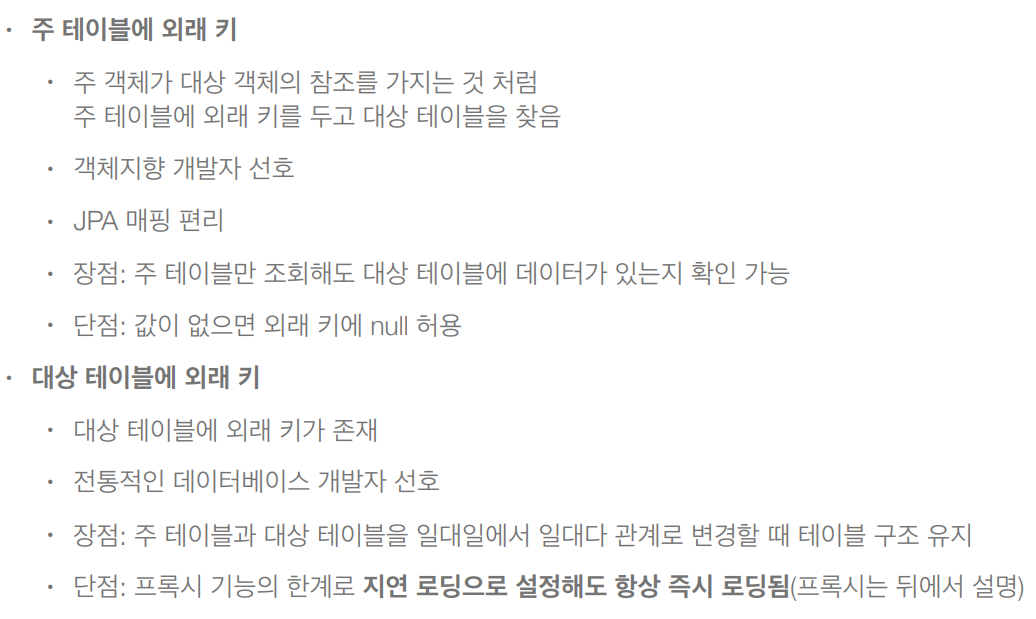 • 주 테이블에 외래 키
• 주 객체가 대상 객체의 참조를 가지는 것 처럼
주 테이블에 외래 키를 두고 대상 테이블을 찾음
• 객체지향 개발자 선호
• JPA 매핑 편리
• 장점: 주 테이블만 조회해도 대상 테이블에 데이터가 있는지 확인 가능
• 단점: 값이 없으면 외래 키에 null 허용
• 대상 테이블에 외래 키
• 대상 테이블에 외래 키가 존재
• 전통적인 데이터베이스 개발자 선호
• 장점: 주 테이블과 대상 테이블을 일대일에서 일대다 관계로 변경할 때 테이블 구조 유지
• 단점: 프록시 기능의 한계로 지연 로딩으로 설정해도 항상 즉시 로딩됨(프록시는 뒤에서 설명)